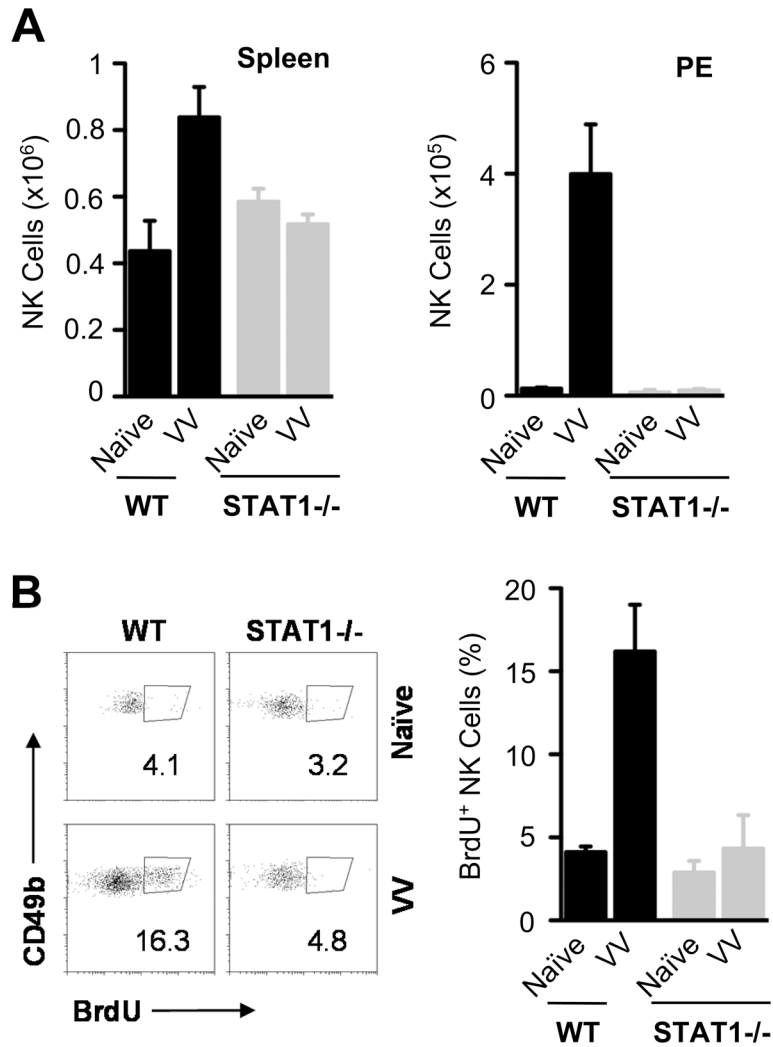 A
Spleen
NK Cells (x10⁶)
1
0.8
0.6
0.4
0.2
0
Naïve
VV
Naïve
VV
WT
STAT1-/-
PE
NK Cells (x10⁵)
6
4
2
0
Naïve
VV
Naïve
VV
WT
STAT1-/-
B
WT
STAT1-/-
4.1
3.2
Naïve
16.3
4.8
VV
CD49b
BrdU
BrdU⁺ NK Cells (%)
20
15
10
5
0
Naïve
VV
Naïve
VV
WT
STAT1-/-